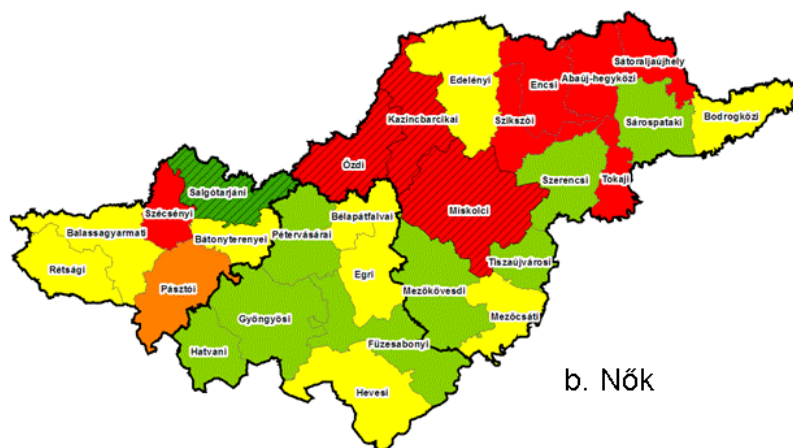 Sátoraljaújhely
Edelényi
Encsi
Abaúj-hegyközi
Bodrogközi
Kazincbarcikai
Szikszói
Sárospataki
Ózdi
Szerencsi
Tokaji
Salgótarjáni
Miskolci
Szécsényi
Bélapátfalvai
Balassagyarmati
Bátonyterenyei
Pétervásárai
Tiszaújvárosi
Rétsági
Egri
Pásztói
Mezőkövesdi
Gyöngyösi
Mezőcsáti
Füzesabonyi
Hatvani
Hevesi
b. Nők